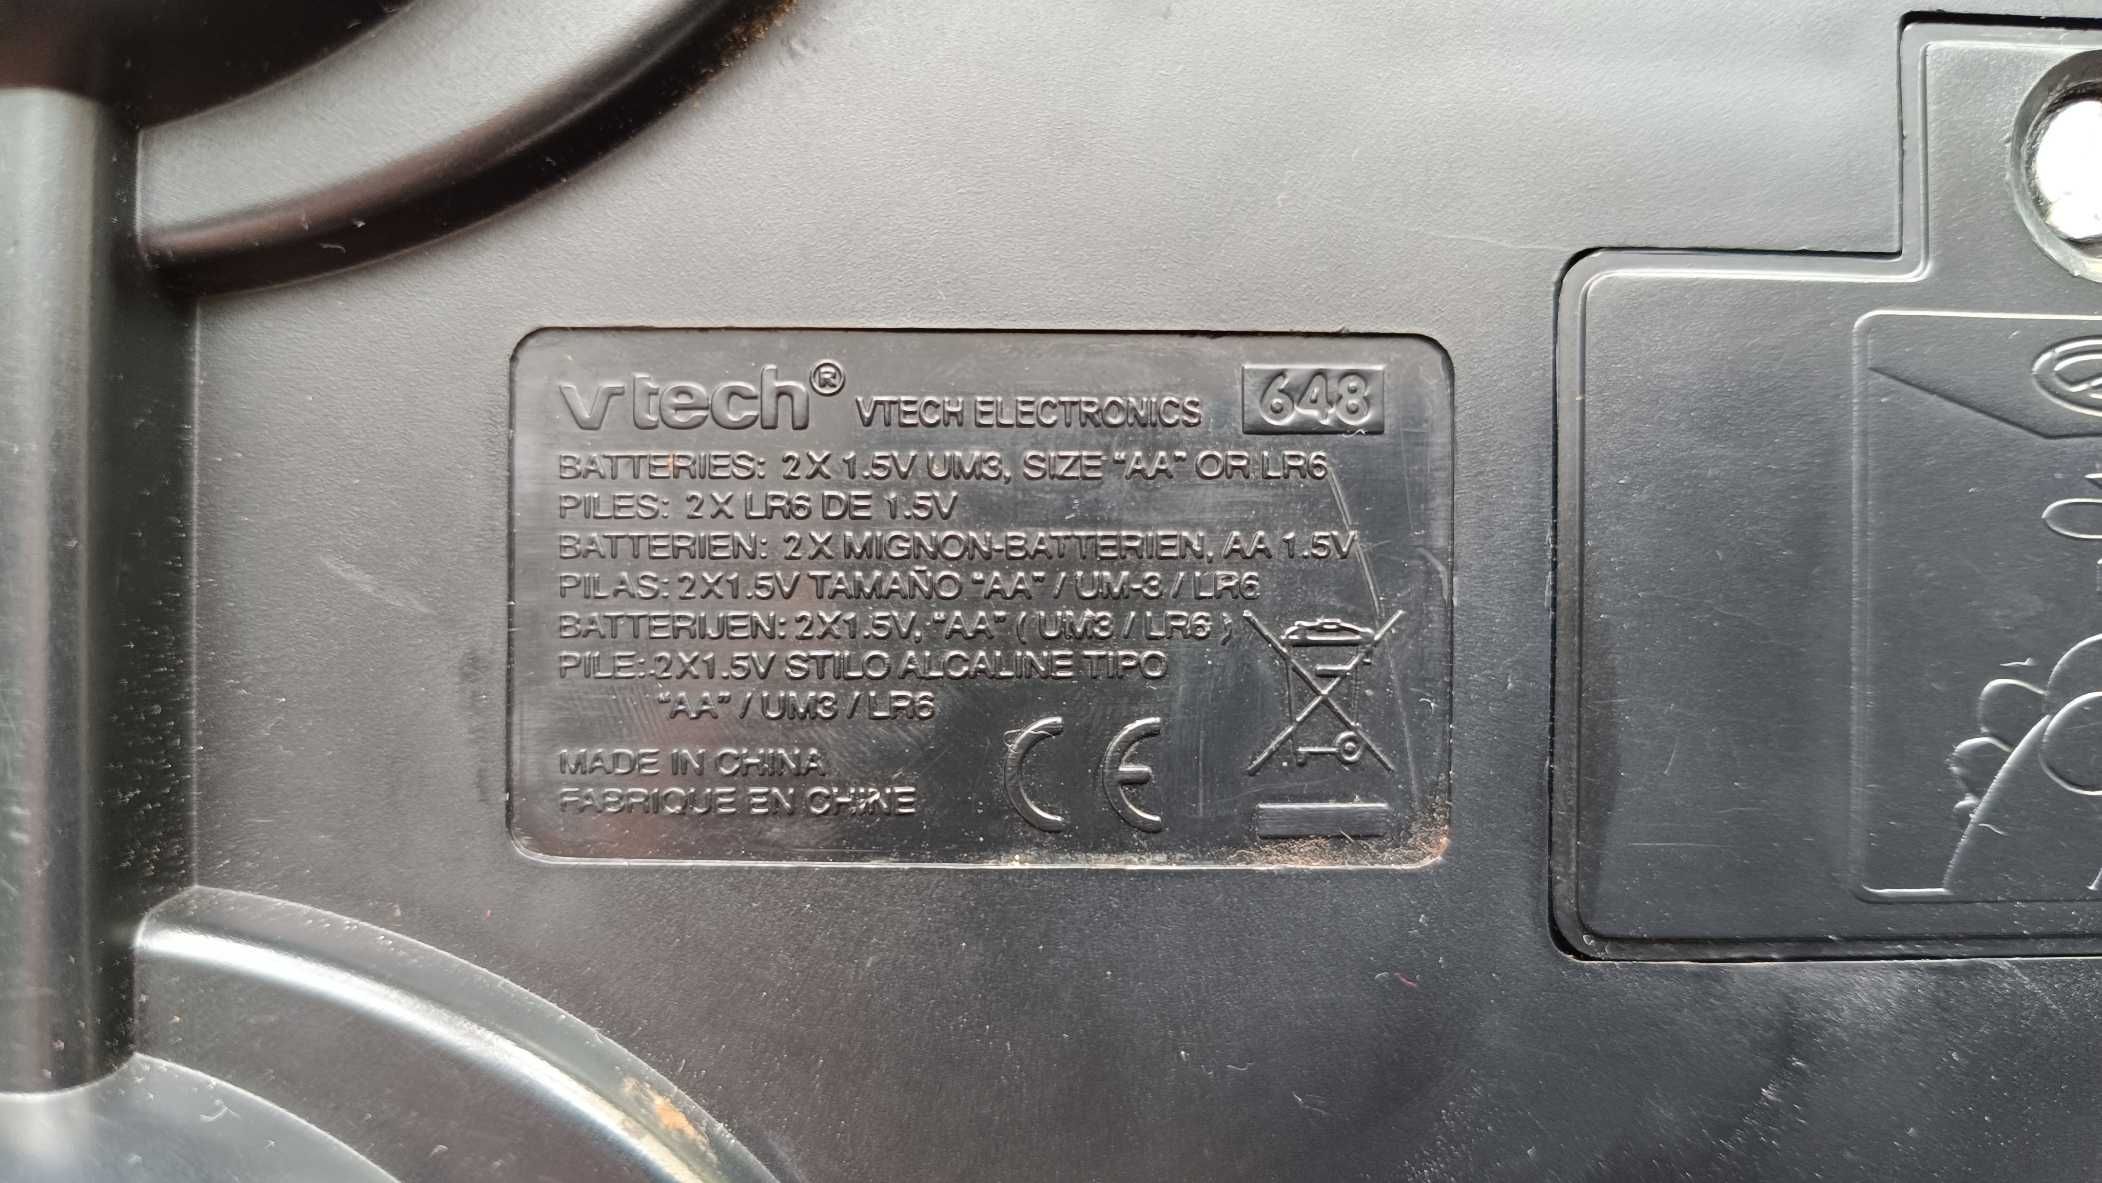 vtech® VTECH ELECTRONICS 648
BATTERIES: 2 X 1.5V UM3, SIZE "AA" OR LR6
PILES: 2 X LR6 DE 1.5V
BATTERIEN: 2 X MIGNON-BATTERIEN, AA 1.5V
PILAS: 2X1.5V TAMAÑO "AA" / UM-3 / LR6
BATTERIJEN: 2X1.5V, "AA" ( UM3 / LR6 )
PILE: 2X1.5V STILO ALCALINE TIPO
"AA" / UM3 / LR6
MADE IN CHINA
FABRIQUE EN CHINE
CE